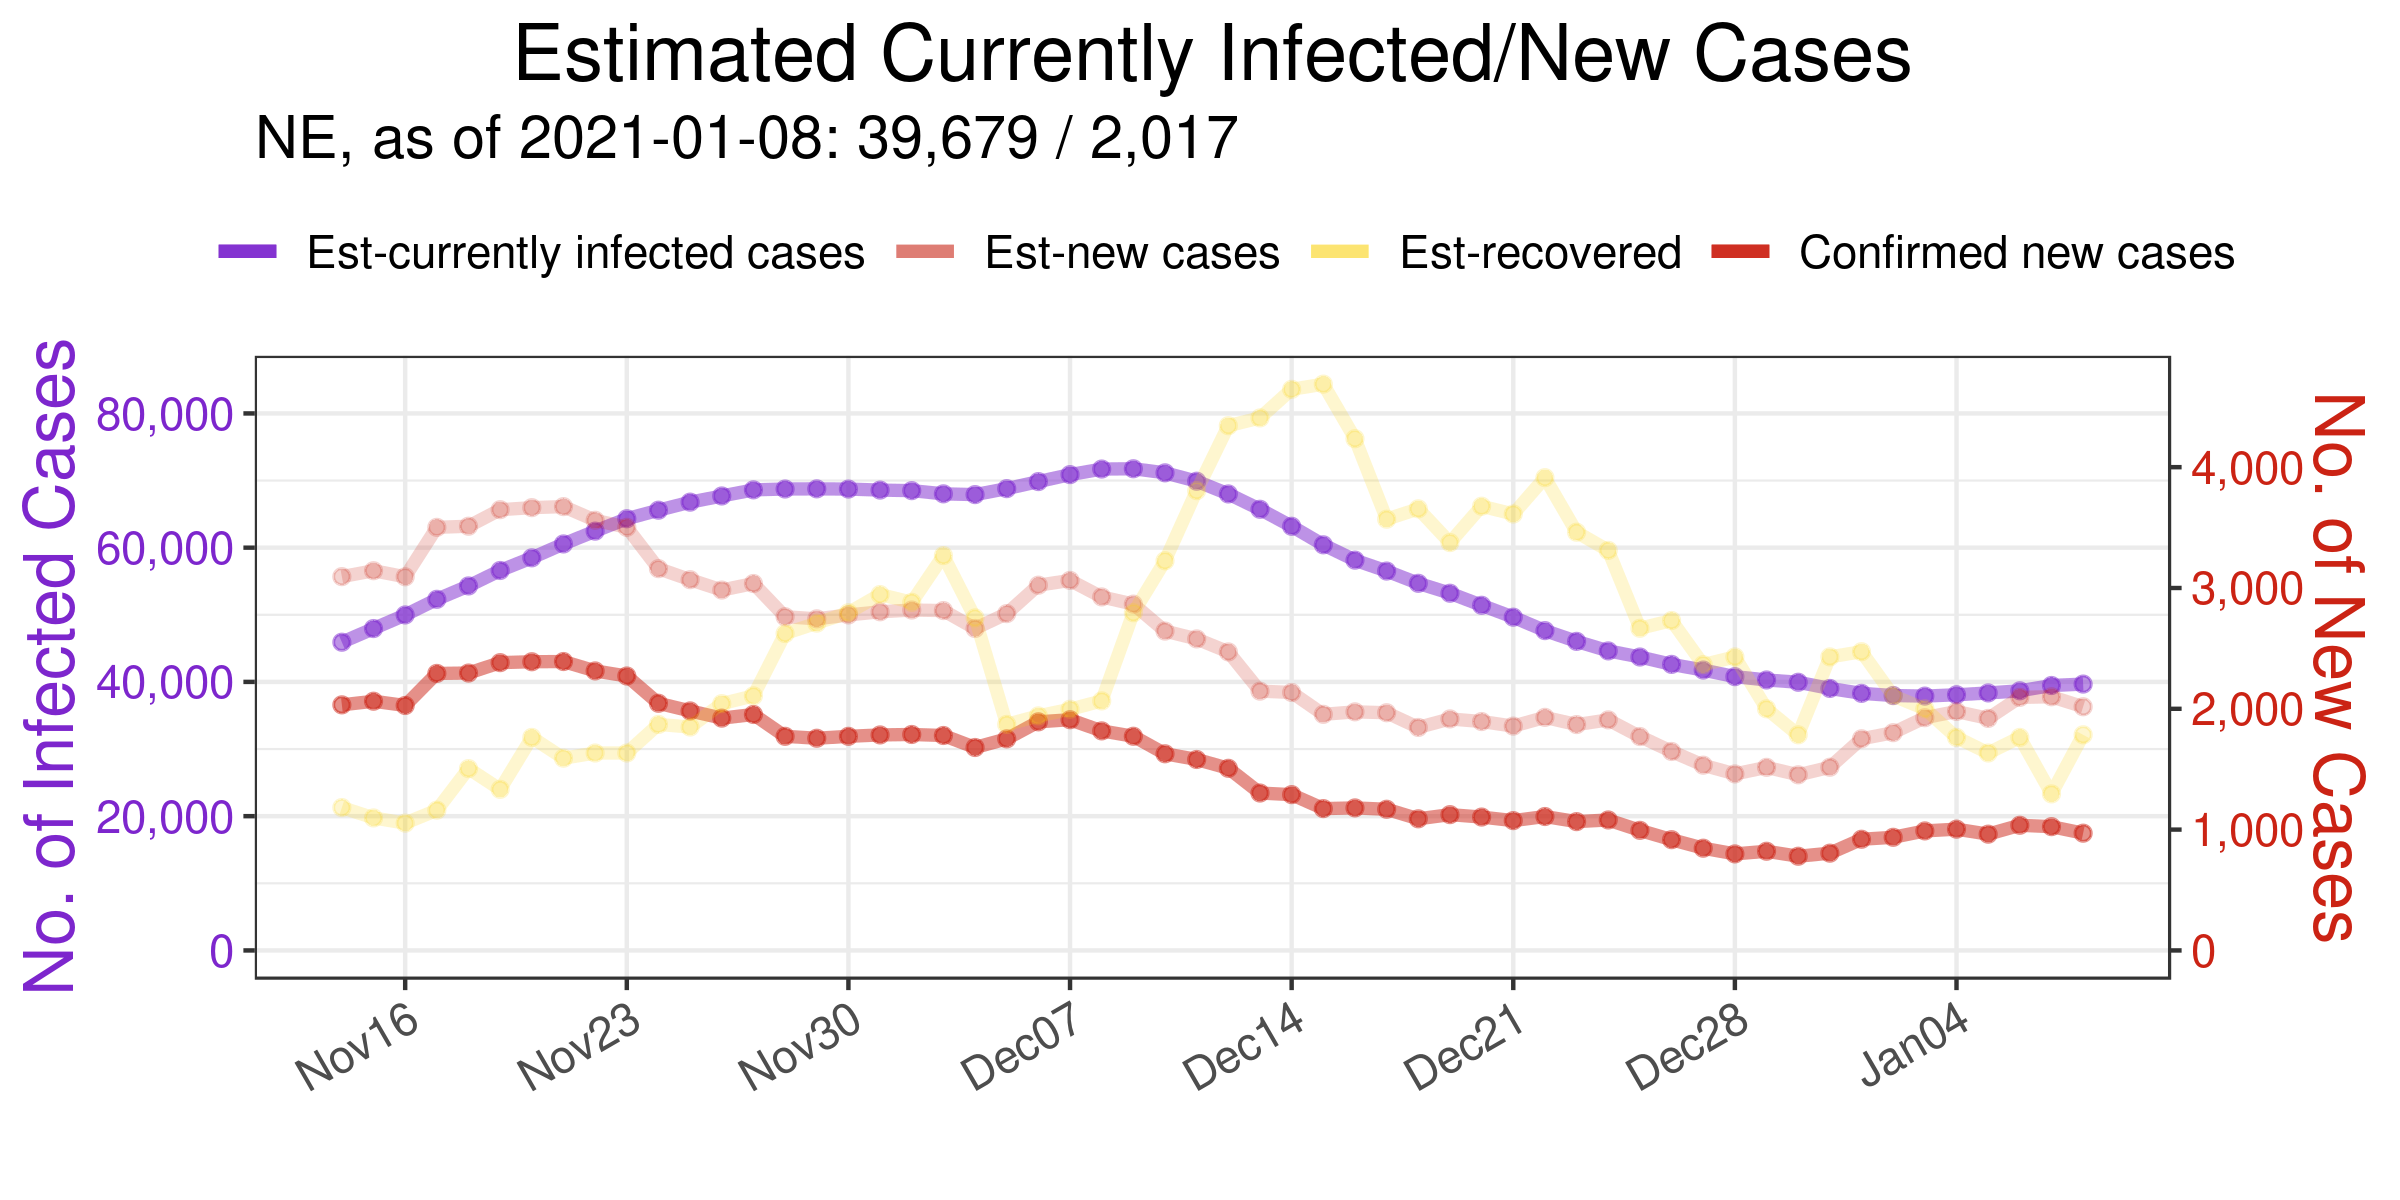 Estimated Currently Infected/New Cases
NE, as of 2021-01-08: 39,679 / 2,017
Est-currently infected cases Est-new cases Est-recovered Confirmed new cases
No. of Infected Cases
80,000
60,000
40,000
20,000
0
No. of New Cases
4,000
3,000
2,000
1,000
0
Nov16 Nov23 Nov30 Dec07 Dec14 Dec21 Dec28 Jan04